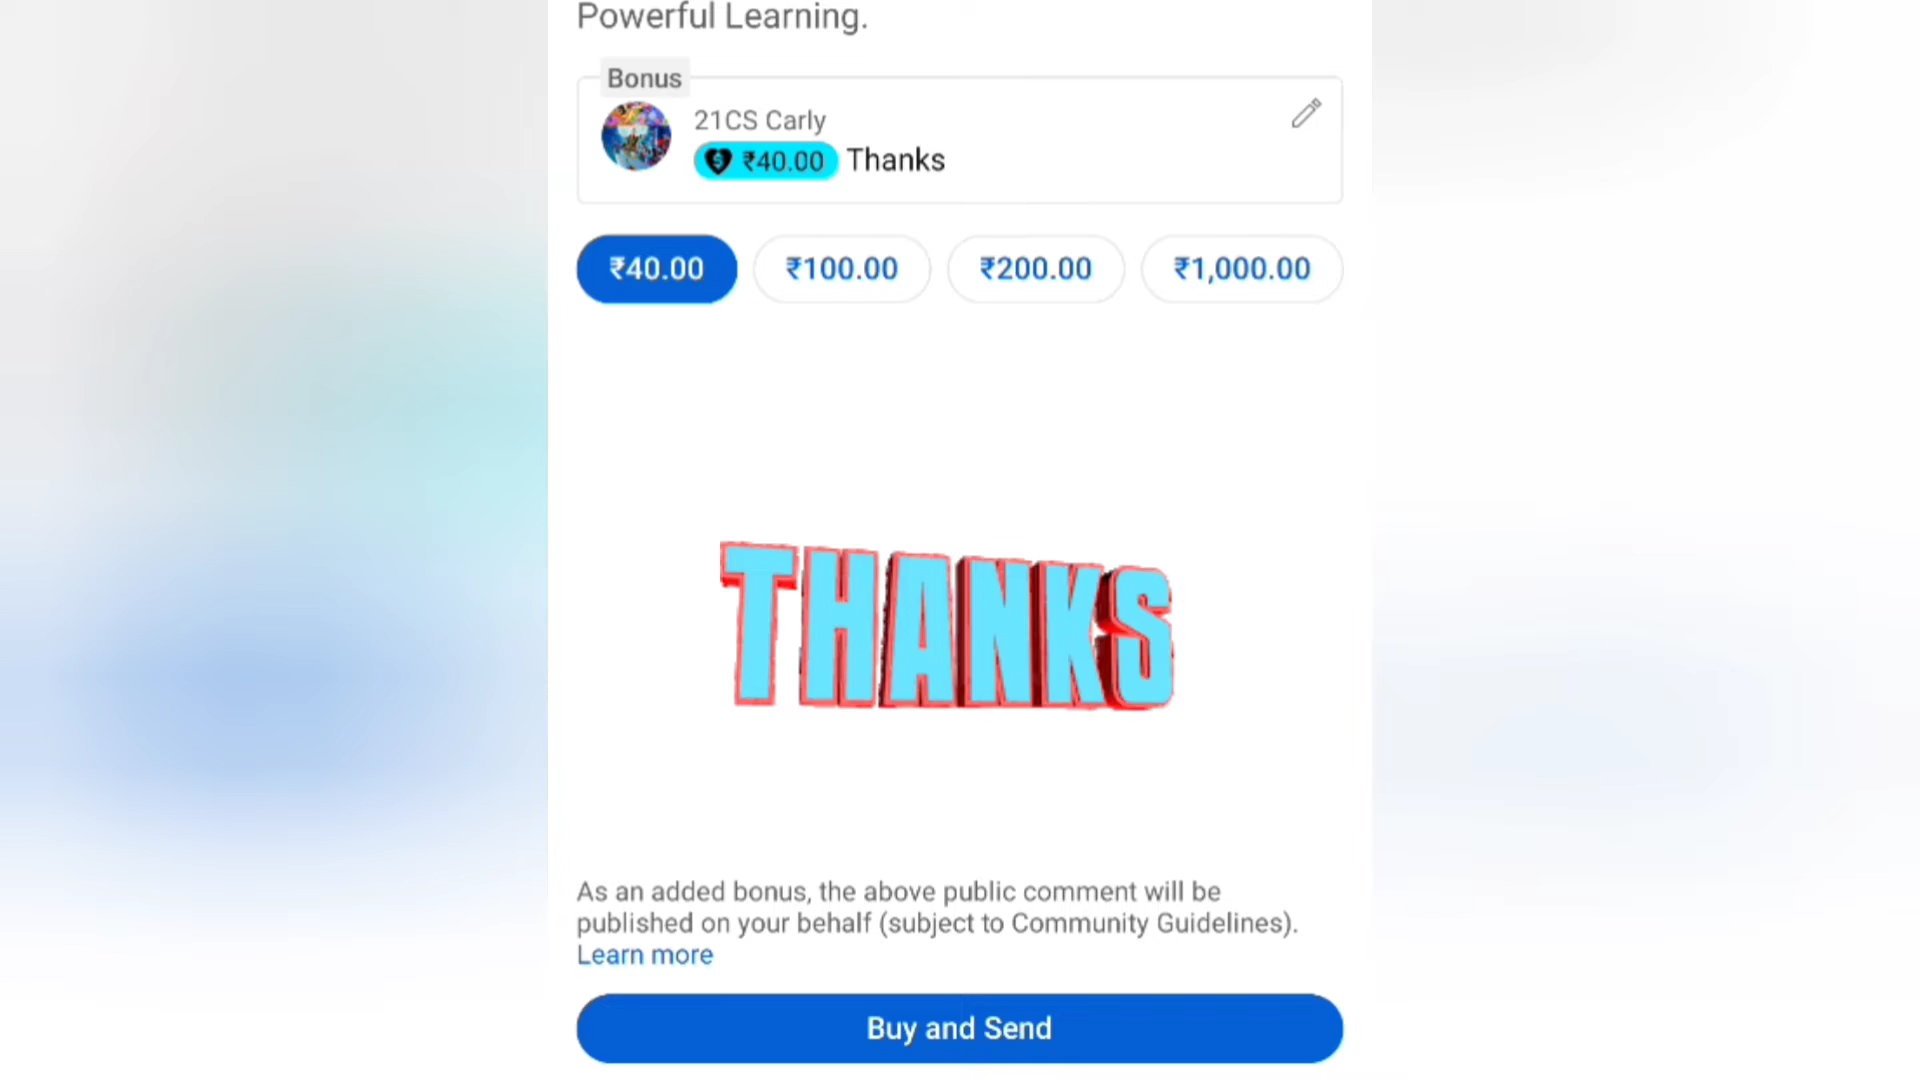 Powerful Learning.
Bonus
21CS Carly
₹40.00 Thanks
₹40.00 ₹100.00 ₹200.00 ₹1,000.00
THANKS
As an added bonus, the above public comment will be
published on your behalf (subject to Community Guidelines).
Learn more
Buy and Send